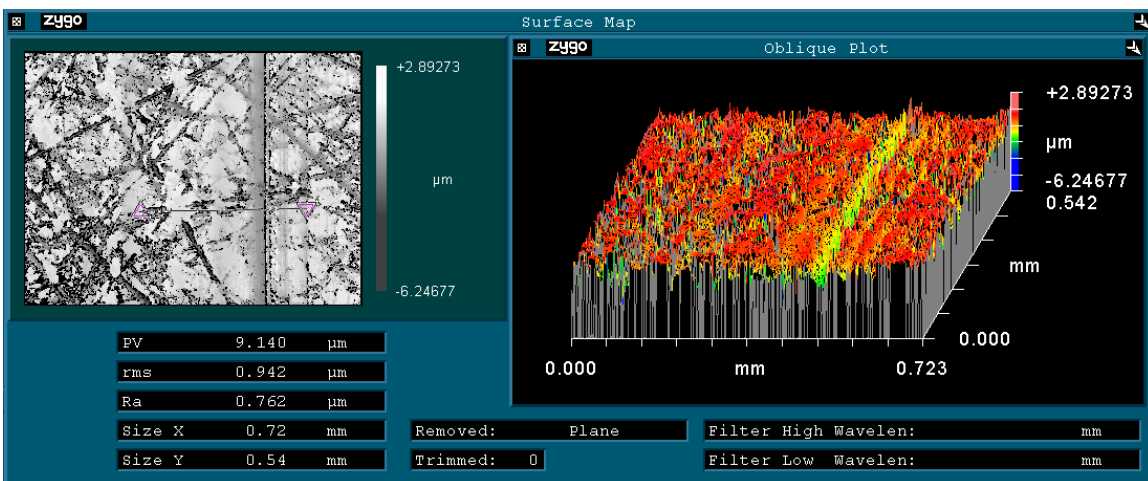 zygo Surface Map
+2.89273
µm
-6.24677
zygo Oblique Plot
+2.89273
µm
-6.24677
0.542
mm
0.000
0.000 mm 0.723
PV 9.140 µm
rms 0.942 µm
Ra 0.762 µm
Size X 0.72 mm
Size Y 0.54 mm
Removed: Plane
Trimmed: 0
Filter High Wavelen: mm
Filter Low Wavelen: mm